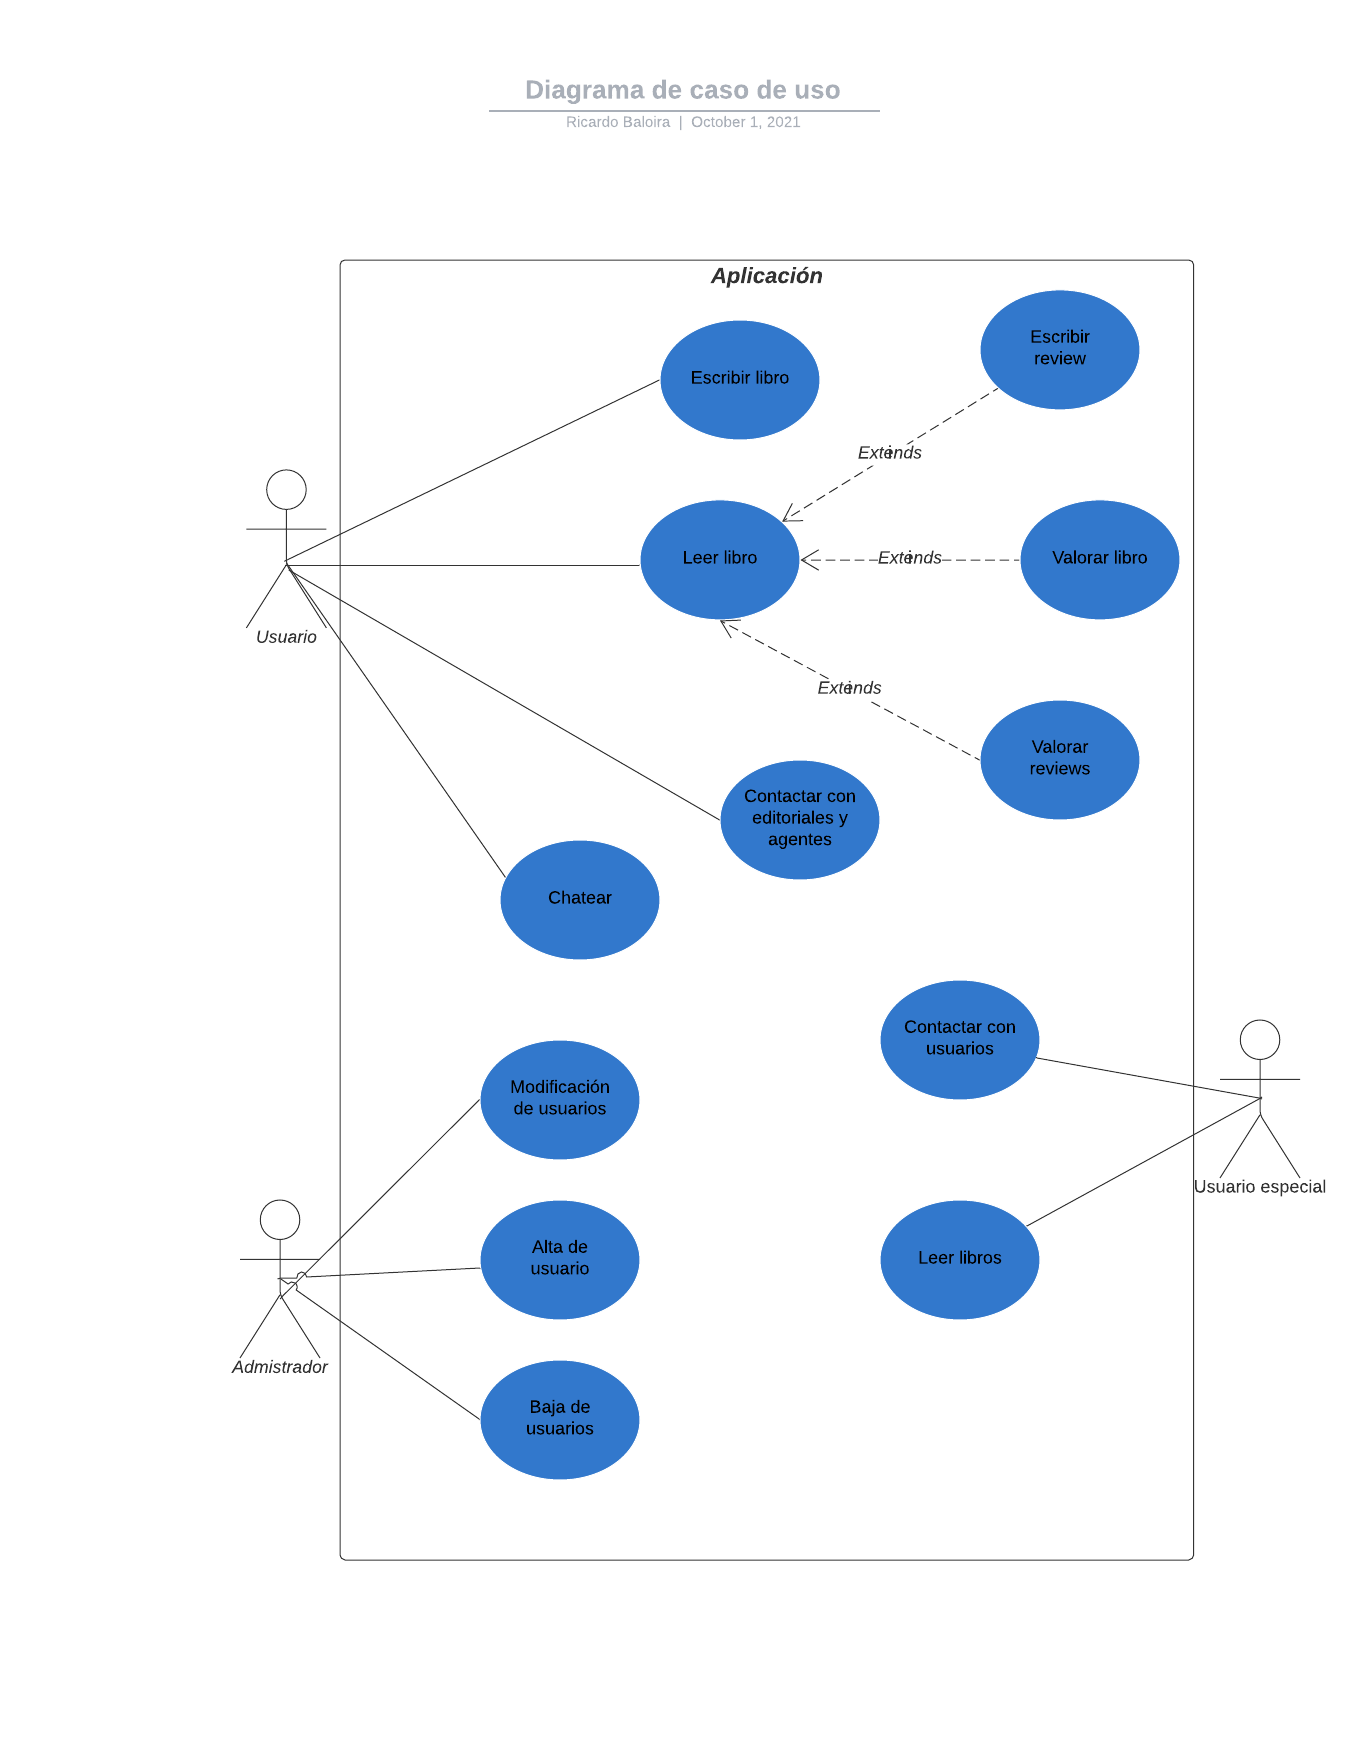 Diagrama de caso de uso
Ricardo Baloira | October 1, 2021
Aplicación
Escribir
review
Escribir libro
Extends
Usuario
Leer libro
Extends
Valorar libro
Extends
Valorar
reviews
Contactar con
editoriales y
agentes
Chatear
Contactar con
usuarios
Modificación
de usuarios
Usuario especial
Alta de
usuario
Leer libros
Admistrador
Baja de
usuarios